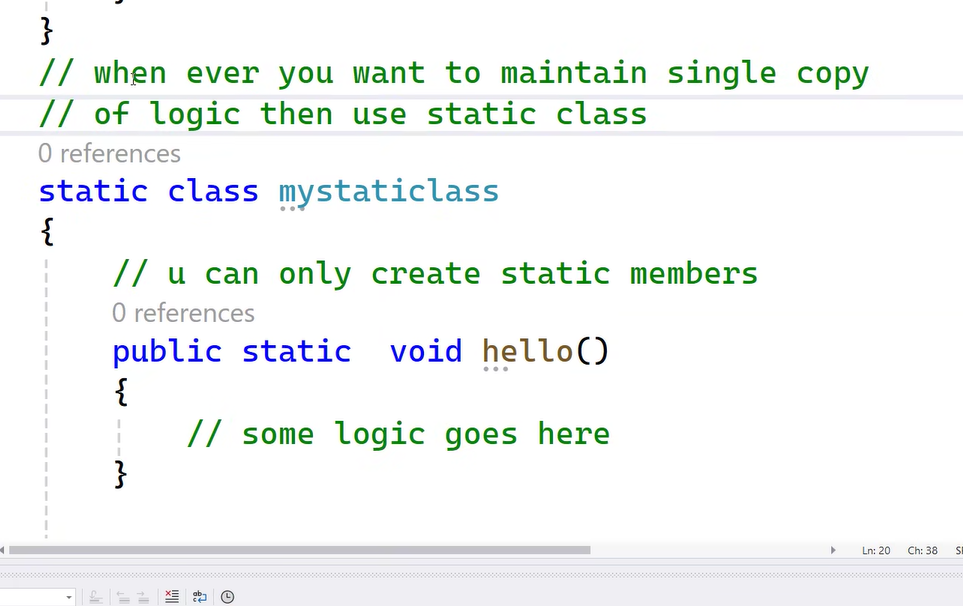 }
// when ever you want to maintain single copy
// of logic then use static class
0 references
static class mystaticlass
{
// u can only create static members
0 references
public static  void hello()
{
// some logic goes here
}
Ln: 20 Ch: 38